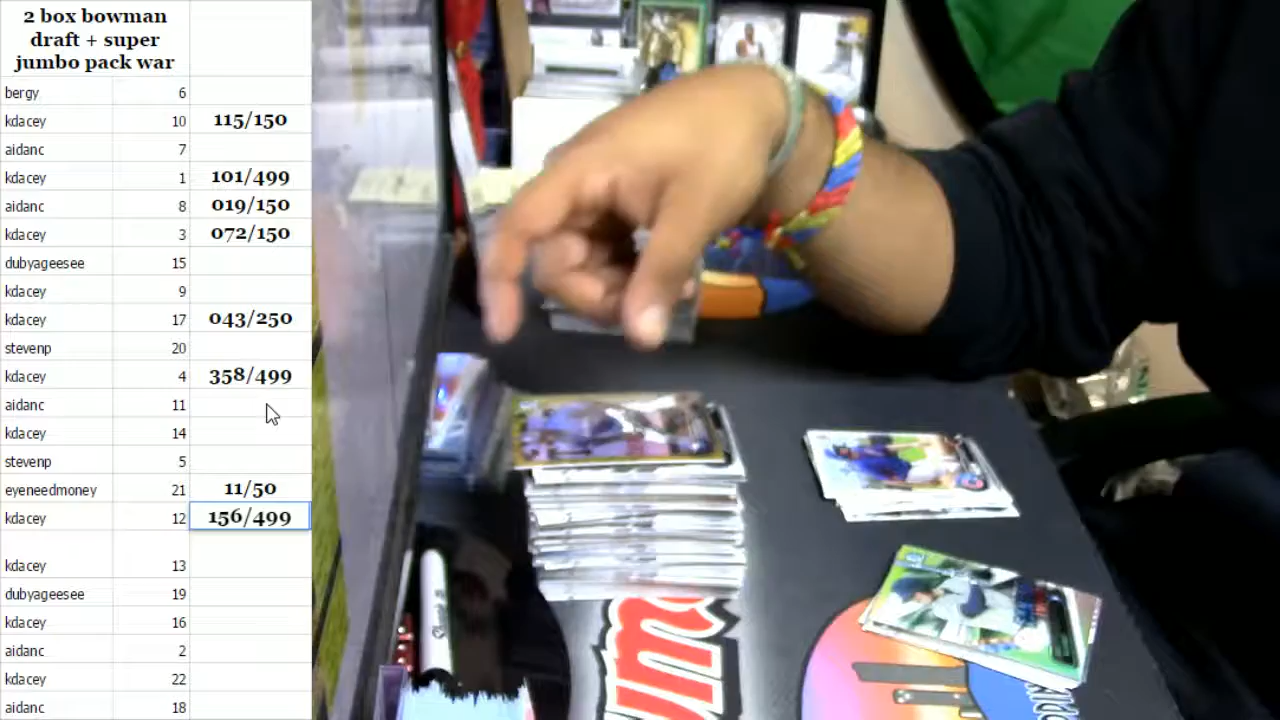 2 box bowman
draft + super
jumbo pack war
bergy 6
kdacey 10 115/150
aidanc 7
kdacey 1 101/499
aidanc 8 019/150
kdacey 3 072/150
dubyageesee 15
kdacey 9
kdacey 17 043/250
stevenp 20
kdacey 4 358/499
aidanc 11
kdacey 14
stevenp 5
eyeneedmoney 21 11/50
kdacey 12 156/499
kdacey 13
dubyageesee 19
kdacey 16
aidanc 2
kdacey 22
aidanc 18